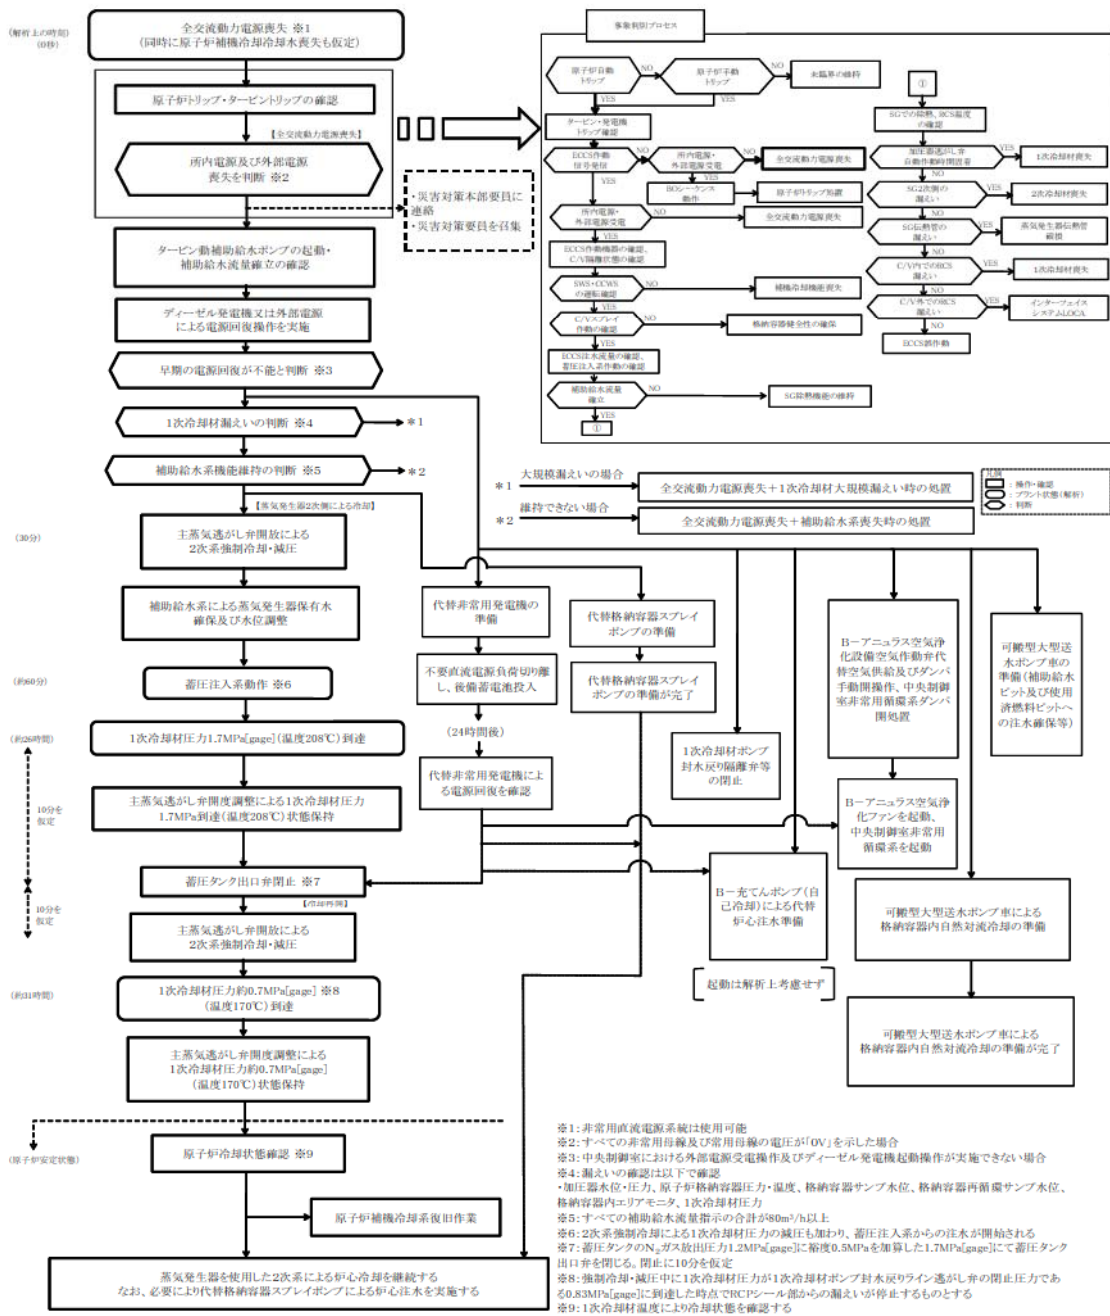 (解析上の時刻)
(0秒)
全交流動力電源喪失 ※1
(同時に原子炉補機冷却水喪失も仮定)
原子炉トリップ・タービントリップの確認
【全交流動力電源喪失】
所内電源及び外部電源
喪失を判断 ※2
・災害対策本部要員に
連絡
・災害対策要員を召集
タービン動補助給水ポンプの起動・
補助給水流量確立の確認
ディーゼル発電機又は外部電源
による電源回復操作を実施
早期の電源回復が不能と判断 ※3
1次冷却材漏えいの判断 ※4
＊1
補助給水系機能維持の判断 ※5
＊2
【蒸気発生器2次側による冷却】
(30分)
主蒸気逃がし弁開放による
2次系強制冷却・減圧
補助給水系による蒸気発生器保有水
確保及び水位調整
(約60分)
蓄圧注入系動作 ※6
(約26時間)
1次冷却材圧力1.7MPa[gage](温度208℃)到達
10分を
仮定
主蒸気逃がし弁開度調整による1次冷却材圧力
1.7MPa到達(温度208℃)状態保持
蓄圧タンク出口弁閉止 ※7
【冷却再開】
10分を
仮定
主蒸気逃がし弁開放による
2次系強制冷却・減圧
(約31時間)
1次冷却材圧力約0.7MPa[gage] ※8
(温度170℃)到達
主蒸気逃がし弁開度調整による
1次冷却材圧力約0.7MPa[gage]
(温度170℃)状態保持
(原子炉安定状態)
原子炉冷却状態確認 ※9
原子炉補機冷却系復旧作業
蒸気発生器を使用した2次系による炉心冷却を継続する
なお、必要により代替格納容器スプレイポンプによる炉心注水を実施する
事象判別プロセス
原子炉自動
トリップ
NO
原子炉手動
トリップ
NO
未臨界の維持
YES
YES
タービン・発電機
トリップ確認
ECCS作動
信号発信
NO
所内電源・
外部電源受電
NO
全交流動力電源喪失
YES
YES
BOシーケンス
動作
原子炉トリップ処置
所内電源・
外部電源受電
NO
全交流動力電源喪失
YES
ECCS作動機器の確認、
C/V隔離状態の確認
SWS・CCWS
の運転確認
NO
補機冷却機能喪失
YES
C/Vスプレイ
作動の確認
NO
格納容器健全性の確保
YES
ECCS注水流量の確認、
蓄圧注入系作動の確認
補助給水流量
確立
NO
SG除熱機能の維持
YES
①
①
SGでの除熱、RCS温度
の確認
加圧器逃がし弁
自動作動時開固着
YES
1次冷却材喪失
NO
SG2次側の
漏えい
YES
2次冷却材喪失
NO
SG伝熱管の
漏えい
YES
蒸気発生器伝熱管
破損
NO
C/V内でのRCS
漏えい
YES
1次冷却材喪失
NO
C/V外でのRCS
漏えい
YES
インターフェイス
システムLOCA
NO
ECCS誤作動
＊1
大規模漏えいの場合
全交流動力電源喪失＋1次冷却材大規模漏えい時の処置
＊2
維持できない場合
全交流動力電源喪失＋補助給水系喪失時の処置
凡例
：操作・確認
：プラント状態(解析)
：判断
代替非常用発電機の
準備
不要直流電源負荷切り離
し、後備蓄電池投入
(24時間後)
代替非常用発電機によ
る電源回復を確認
代替格納容器スプレイ
ポンプの準備
代替格納容器スプレイ
ポンプの準備が完了
1次冷却材ポンプ
封水戻り隔離弁等
の閉止
B－充てんポンプ(自
己冷却)による代替
炉心注水準備
起動は解析上考慮せず
B－アニュラス空気浄
化設備空気作動弁代
替空気供給及びダンパ
手動開操作、中央制御
室非常用循環系ダンパ
開処置
B－アニュラス空気浄
化ファンを起動、
中央制御室非常用
循環系を起動
可搬型大型送
水ポンプ車の
準備(補助給水
ピット及び使用
済燃料ピットへ
の注水確保等)
可搬型大型送水ポンプ車による
格納容器内自然対流冷却の準備
可搬型大型送水ポンプ車による
格納容器内自然対流冷却の準備が完了
※1：非常用直流電源系統は使用可能
※2：すべての非常用母線及び常用母線の電圧が「0V」を示した場合
※3：中央制御室における外部電源受電操作及びディーゼル発電機起動操作が実施できない場合
※4：漏えいの確認は以下で確認
・加圧器水位・圧力、原子炉格納容器圧力・温度、格納容器サンプ水位、格納容器再循環サンプ水位、
格納容器内エリアモニタ、1次冷却材圧力
※5：すべての補助給水流量指示の合計が80m³/h以上
※6：2次系強制冷却による1次冷却材圧力の減圧も加わり、蓄圧注入系からの注水が開始される
※7：蓄圧タンクのN₂ガス放出圧力1.2MPa[gage]に裕度0.5MPaを加算した1.7MPa[gage]にて蓄圧タンク
出口弁を閉じる。閉止に10分を仮定
※8：強制冷却・減圧中に1次冷却材圧力が1次冷却材ポンプ封水戻りライン逃がし弁の閉止圧力であ
る0.83MPa[gage]に到達した時点でRCPシール部からの漏えいが停止するものとする
※9：1次冷却材温度により冷却状態を確認する